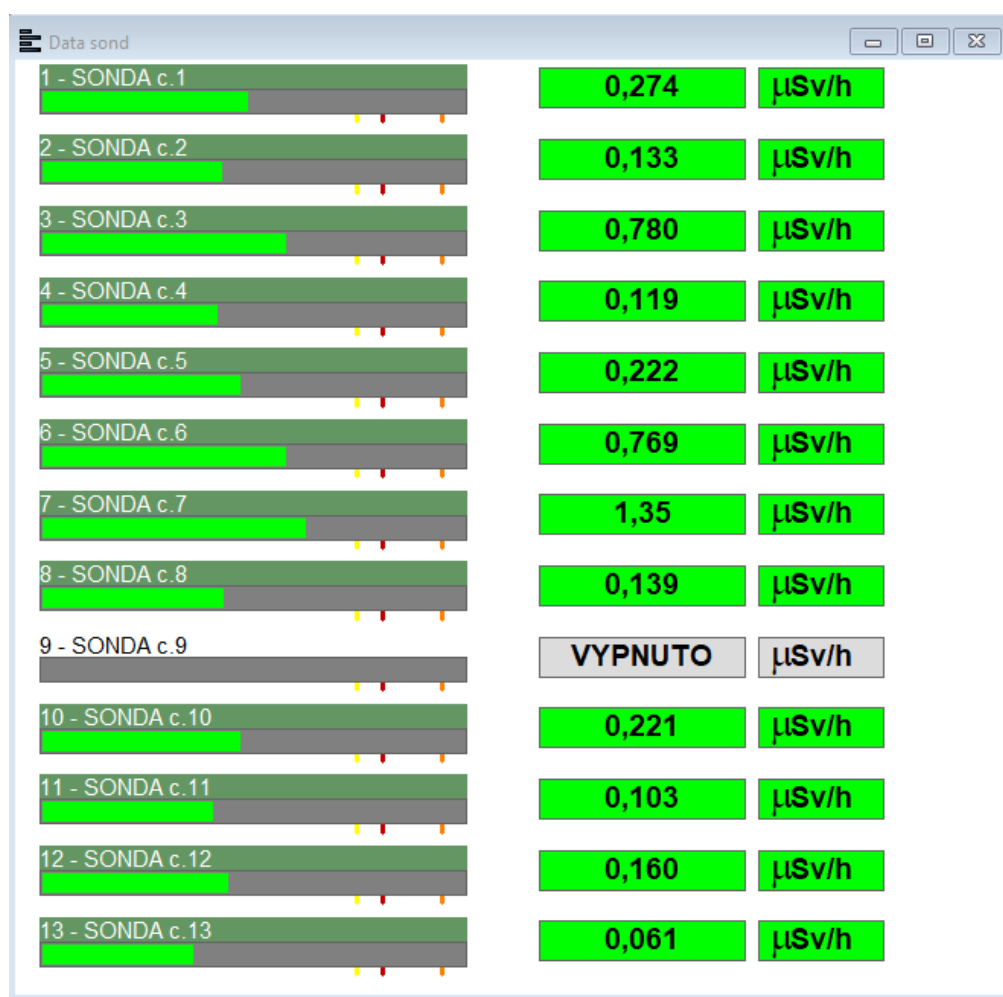 Data sond
1 - SONDA c.1 0,274 µSv/h
2 - SONDA c.2 0,133 µSv/h
3 - SONDA c.3 0,780 µSv/h
4 - SONDA c.4 0,119 µSv/h
5 - SONDA c.5 0,222 µSv/h
6 - SONDA c.6 0,769 µSv/h
7 - SONDA c.7 1,35 µSv/h
8 - SONDA c.8 0,139 µSv/h
9 - SONDA c.9 VYPNUTO µSv/h
10 - SONDA c.10 0,221 µSv/h
11 - SONDA c.11 0,103 µSv/h
12 - SONDA c.12 0,160 µSv/h
13 - SONDA c.13 0,061 µSv/h